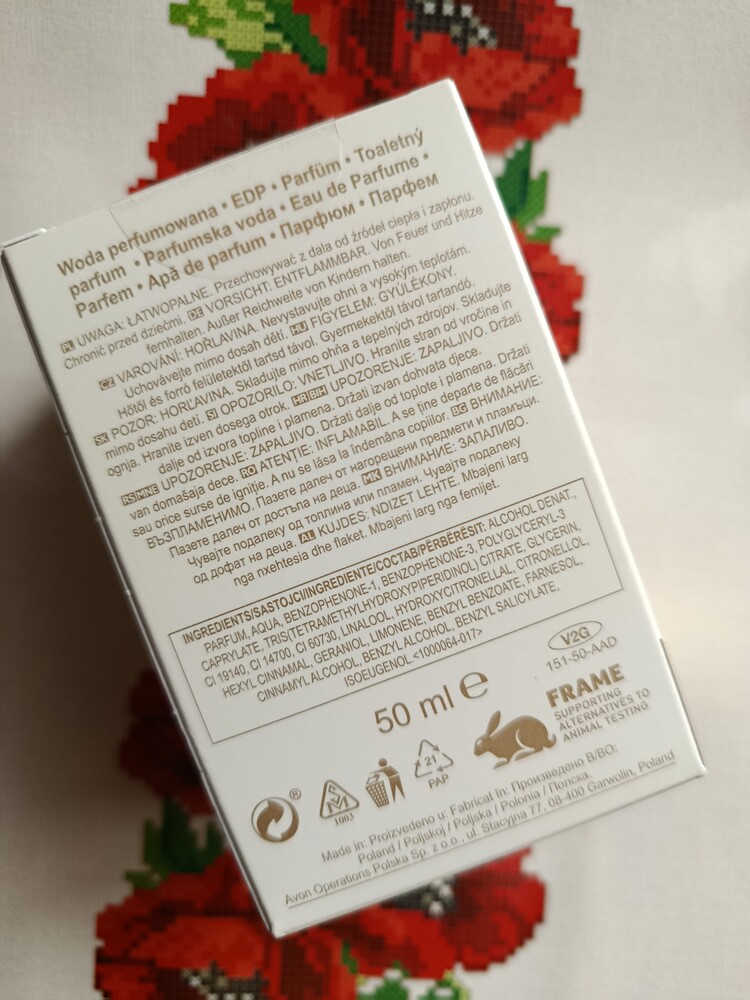 Woda perfumowana • EDP • Parfüm • Toaletný
parfum • Parfumska voda • Eau de Parfume •
Parfem • Apă de parfum • Парфюм • Парфем
PL UWAGA: ŁATWOPALNE. Przechowywać z dala od źródeł ciepła i zapłonu.
Chronić przed dziećmi. DE VORSICHT: ENTFLAMMBAR. Von Feuer und Hitze
fernhalten. Außer Reichweite von Kindern halten.
CZ VAROVÁNÍ: HOŘLAVINA. Nevystavujte ohni a vysokým teplotám.
Uchovávejte mimo dosah dětí. HU FIGYELEM: GYÚLÉKONY.
Hőtől és forró felületektől tartsd távol. Gyermekektől távol tartandó.
SK POZOR: HORĽAVINA. Skladujte mimo ohňa a tepelných zdrojov. Skladujte
mimo dosahu detí. SI OPOZORILO: VNETLJIVO. Hranite stran od vročine in
ognja. Hranite izven dosega otrok. HR/BIH UPOZORENJE: ZAPALJIVO. Držati
dalje od izvora topline i plamena. Držati izvan dohvata djece.
RS/MNE UPOZORENJE: ZAPALJIVO. Držati dalje od toplote i plamena. Držati
van domašaja dece. RO ATENȚIE: INFLAMABIL. A se ține departe de flăcări
sau orice surse de igniție. A nu se lăsa la îndemâna copiilor. BG ВНИМАНИЕ:
ВЪЗПЛАМЕНИМО. Пазете далеч от нагорещени предмети и пламъци.
Пазете далеч от достъпа на деца. MK ВНИМАНИЕ: ЗАПАЛИВО.
Чувајте подалеку од топлина или пламен. Чувајте подалеку
од дофат на деца. AL KUJDES: NDIZET LEHTE. Mbajeni larg
nga nxehtesia dhe flaket. Mbajeni larg nga femijet.
INGREDIENTS/SASTOJCI/INGREDIENTE/СОСТАВ/PËRBËRËSIT: ALCOHOL DENAT.,
PARFUM, AQUA, BENZOPHENONE-1, BENZOPHENONE-3, POLYGLYCERYL-3
CAPRYLATE, TRIS(TETRAMETHYLHYDROXYPIPERIDINOL) CITRATE, GLYCERIN,
CI 19140, CI 14700, CI 60730, LINALOOL, HYDROXYCITRONELLAL, CITRONELLOL,
HEXYL CINNAMAL, GERANIOL, LIMONENE, BENZYL BENZOATE, FARNESOL,
CINNAMYL ALCOHOL, BENZYL ALCOHOL, BENZYL SALICYLATE,
ISOEUGENOL <1000064-017>
50 ml e
V2G
151-50-AAD
FRAME
SUPPORTING
ALTERNATIVES TO
ANIMAL TESTING
®
SM
1003
21
PAP
Made in: Proizvedeno u: Fabricat în: Произведено В/ВО:
Poland / Poljskoj / Poljska / Polonia / Полска.
Avon Operations Polska Sp. z o.o., ul. Stacyjna 77, 08-400 Garwolin, Poland